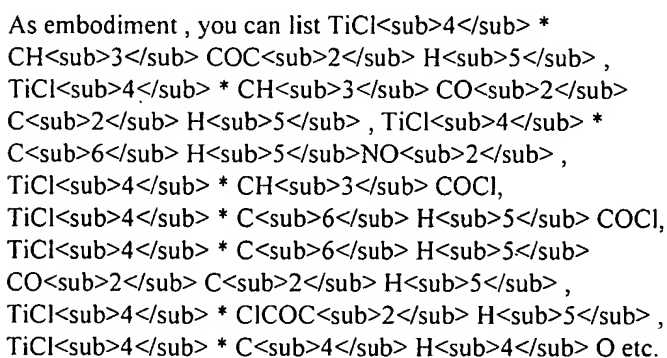 As embodiment , you can list TiCl<sub>4</sub> *
CH<sub>3</sub> COC<sub>2</sub> H<sub>5</sub> ,
TiCl<sub>4</sub> * CH<sub>3</sub> CO<sub>2</sub>
C<sub>2</sub> H<sub>5</sub> , TiCl<sub>4</sub> *
C<sub>6</sub> H<sub>5</sub>NO<sub>2</sub> ,
TiCl<sub>4</sub> * CH<sub>3</sub> COCl,
TiCl<sub>4</sub> * C<sub>6</sub> H<sub>5</sub> COCl,
TiCl<sub>4</sub> * C<sub>6</sub> H<sub>5</sub>
CO<sub>2</sub> C<sub>2</sub> H<sub>5</sub> ,
TiCl<sub>4</sub> * ClCOC<sub>2</sub> H<sub>5</sub> ,
TiCl<sub>4</sub> * C<sub>4</sub> H<sub>4</sub> O etc.